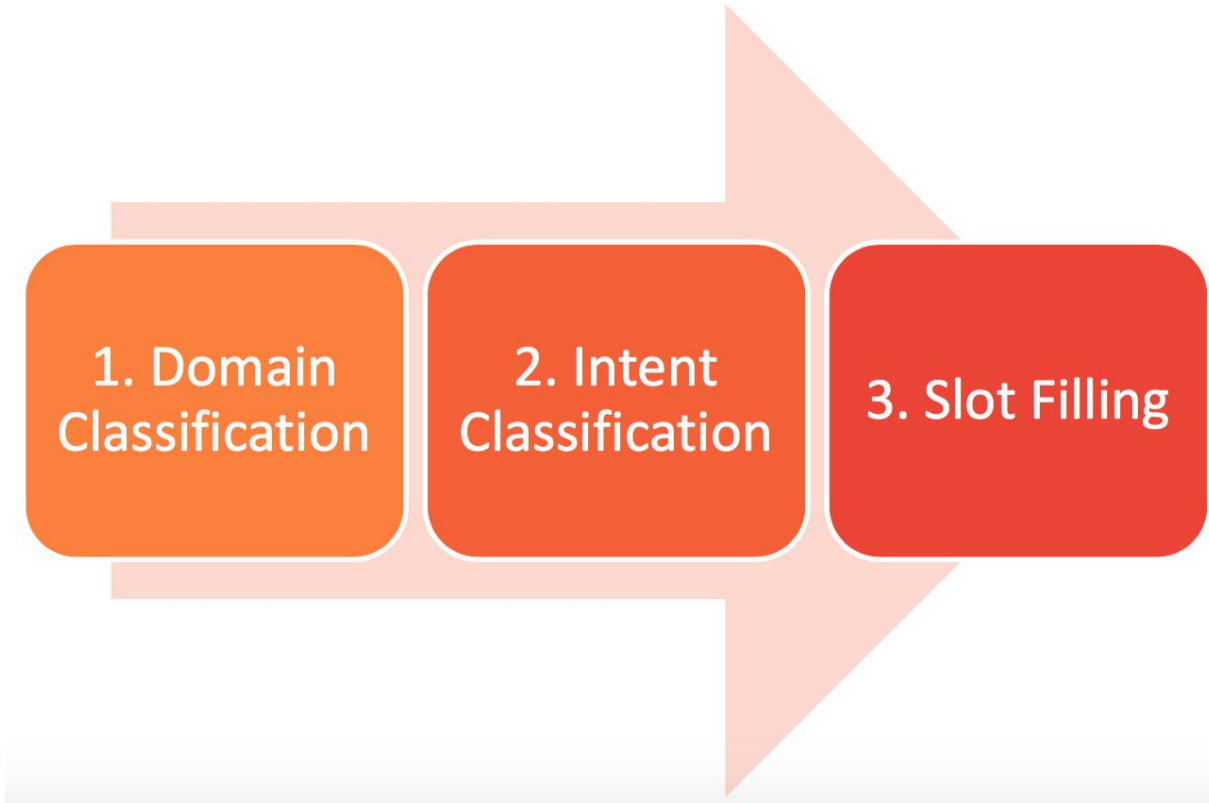 1. Domain
Classification
2. Intent
Classification
3. Slot Filling